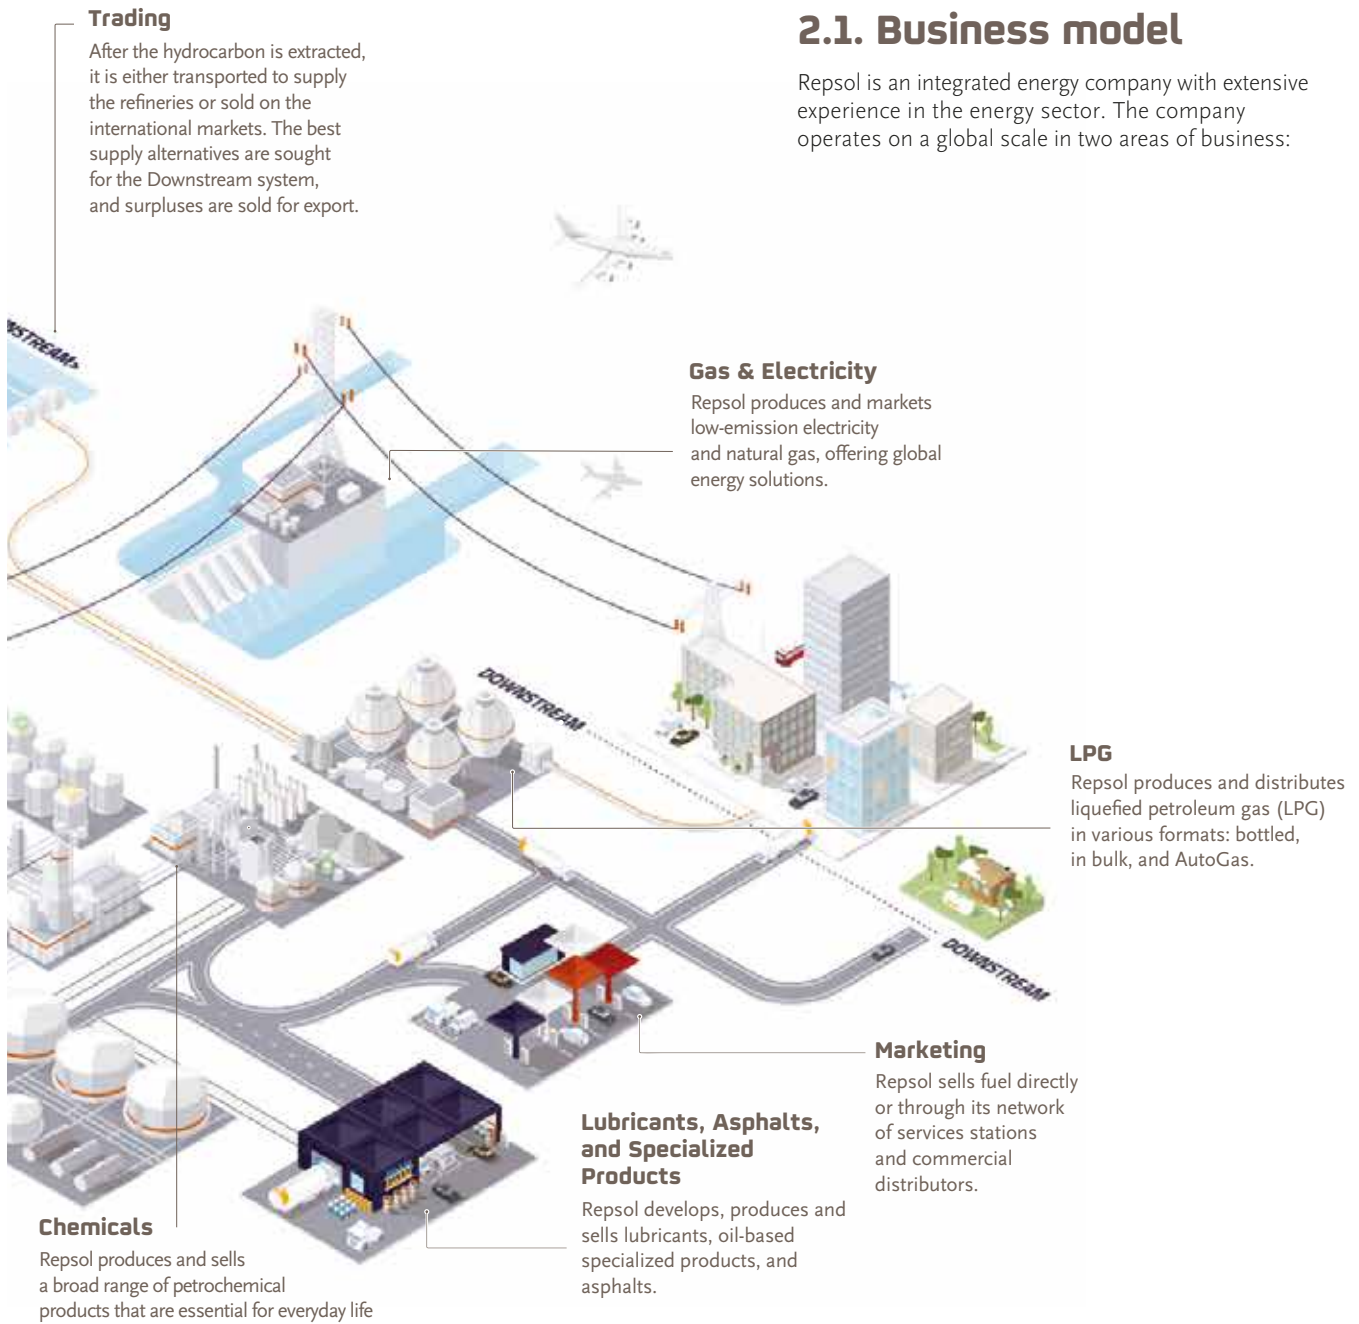 Trading
After the hydrocarbon is extracted,
it is either transported to supply
the refineries or sold on the
international markets. The best
supply alternatives are sought
for the Downstream system,
and surpluses are sold for export.
2.1. Business model
Repsol is an integrated energy company with extensive
experience in the energy sector. The company
operates on a global scale in two areas of business:
NSTREAM>
Gas & Electricity
Repsol produces and markets
low-emission electricity
and natural gas, offering global
energy solutions.
DOWNSTREAM
LPG
Repsol produces and distributes
liquefied petroleum gas (LPG)
in various formats: bottled,
in bulk, and AutoGas.
DOWNSTREAM
Marketing
Repsol sells fuel directly
or through its network
of services stations
and commercial
distributors.
Lubricants, Asphalts,
and Specialized
Products
Repsol develops, produces and
sells lubricants, oil-based
specialized products, and
asphalts.
Chemicals
Repsol produces and sells
a broad range of petrochemical
products that are essential for everyday life